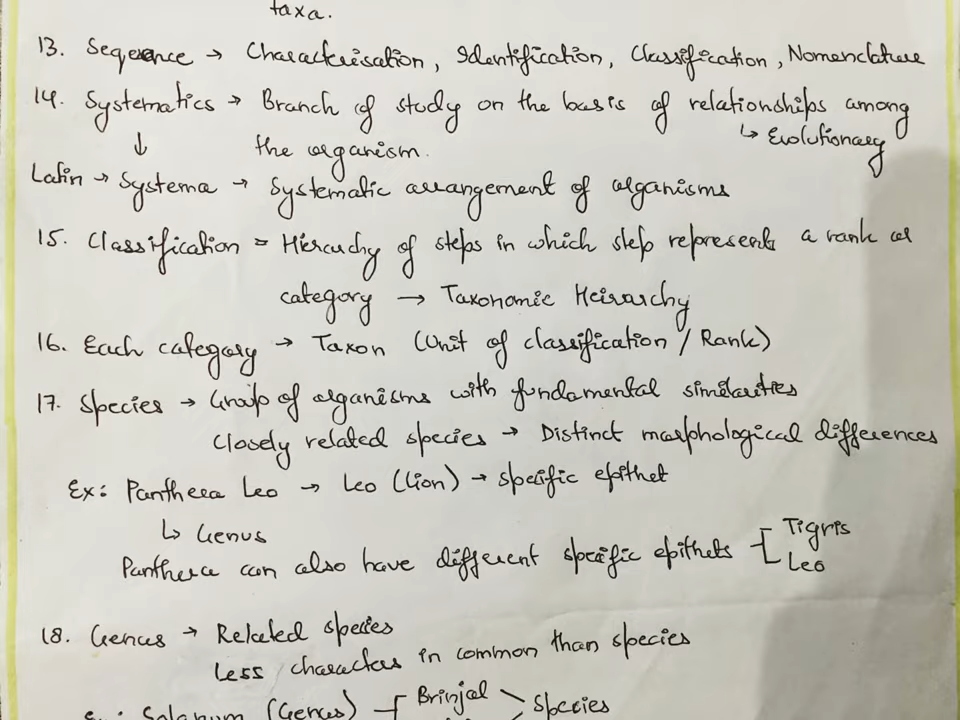 taxa.
13. Sequence → Characterisation, Identification, Classification, Nomenclature
14. Systematics → Branch of study on the basis of relationships among
↳ Evolutionary
↓ the organism.
Latin → Systema → Systematic arrangement of organisms
15. Classification = Hierarchy of steps in which step represents a rank or
category → Taxonomic Heirarchy
16. Each category → Taxon (Unit of classification / Rank)
17. Species → Group of organisms with fundamental similarities
Closely related species → Distinct morphological differences
Ex: Panthera Leo → Leo (lion) → specific epithet
↳ Genus
Panthera can also have different specific epithets [ Tigris
Leo
18. Genus → Related species
Less characters in common than species
Solanum (Genus) [ Brinjal > Species